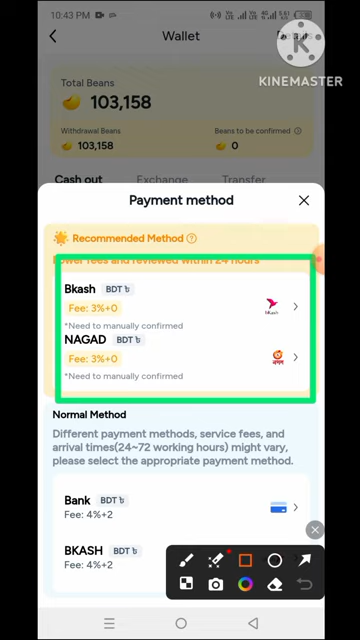 10:43 PM
Wallet
Details
KINEMASTER
Total Beans
103,158
Withdrawal Beans
Beans to be confirmed
103,158
0
Cash out
Exchange
Transfer
Payment method
Recommended Method
Lower fees and reviewed within 24 hours
Bkash BDT ৳
Fee: 3%+0
*Need to manually confirmed
NAGAD BDT ৳
Fee: 3%+0
*Need to manually confirmed
Normal Method
Different payment methods, service fees, and
arrival times(24~72 working hours) might vary,
please select the appropriate payment method.
Bank BDT ৳
Fee: 4%+2
BKASH BDT ৳
Fee: 4%+2